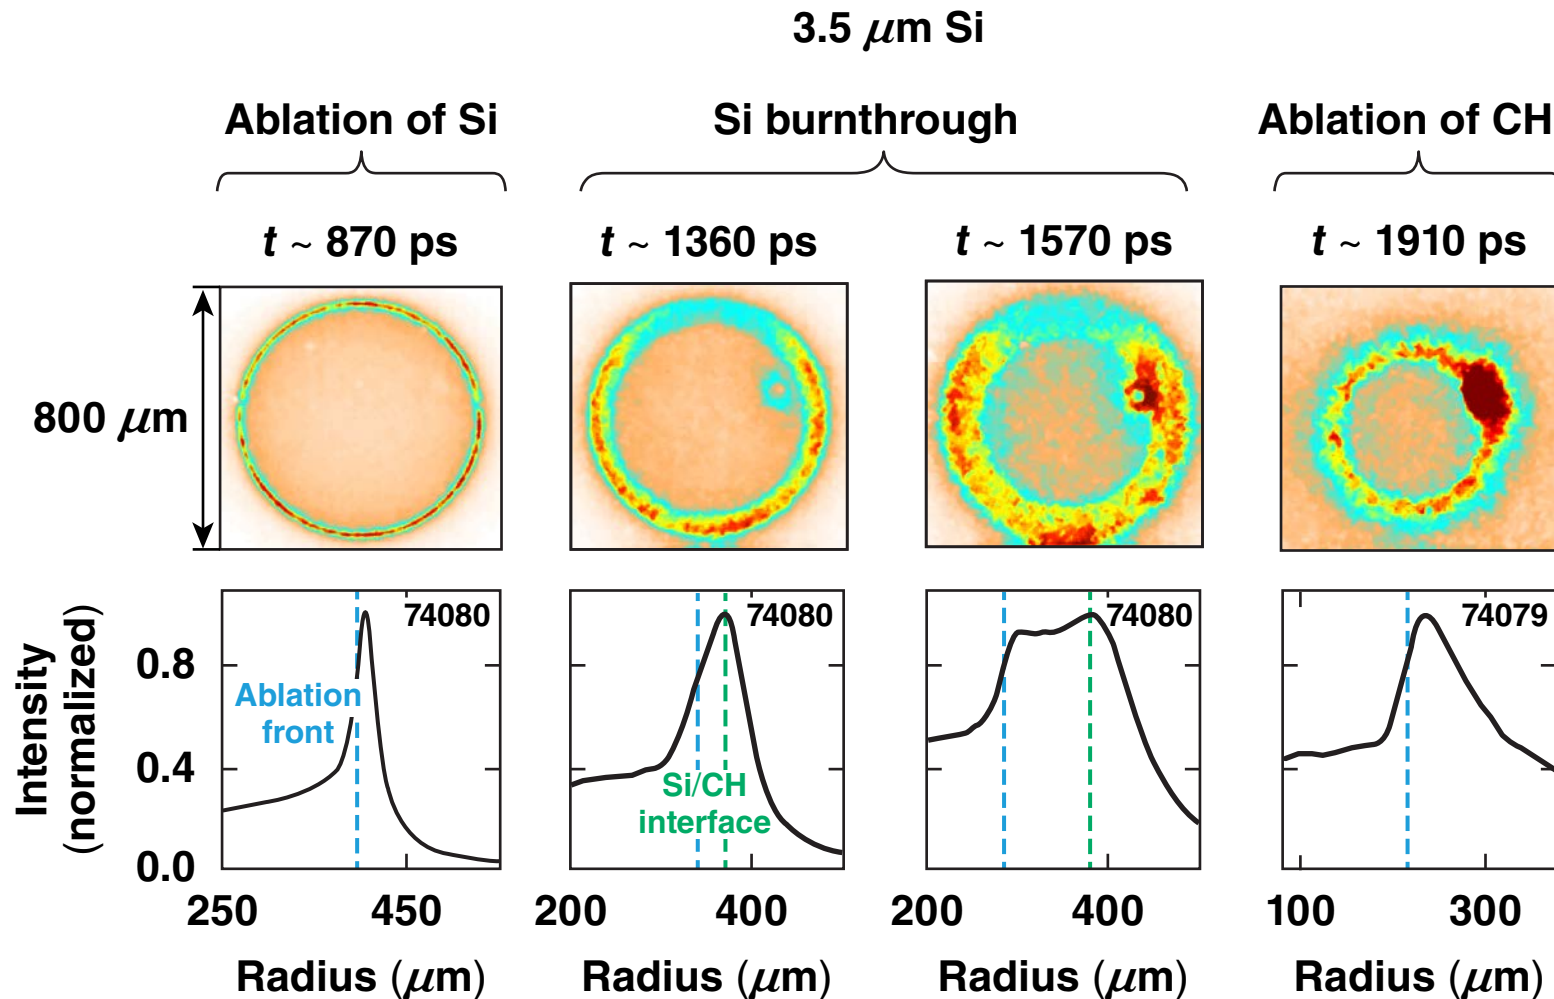 3.5 μm Si
Ablation of Si
Si burnthrough
Ablation of CH
t ~ 870 ps
t ~ 1360 ps
t ~ 1570 ps
t ~ 1910 ps
800 μm
Intensity
(normalized)
0.8
0.4
0.0
74080
Ablation
front
74080
Si/CH
interface
74080
74079
250 450
200 400
200 400
100 300
Radius (μm)
Radius (μm)
Radius (μm)
Radius (μm)